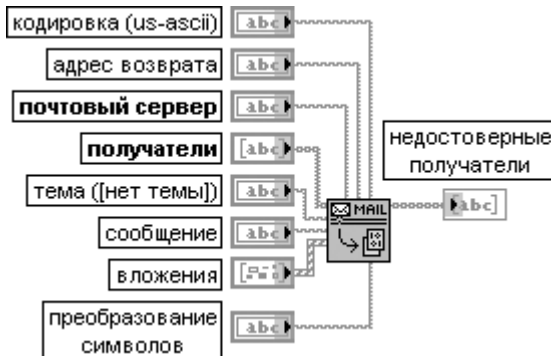 кодировка (us-ascii)
abc
адрес возврата
abc
почтовый сервер
abc
получатели
[abc]
тема ([нет темы])
abc
сообщение
abc
вложения
преобразование
символов
abc
MAIL
недостоверные
получатели
[abc]